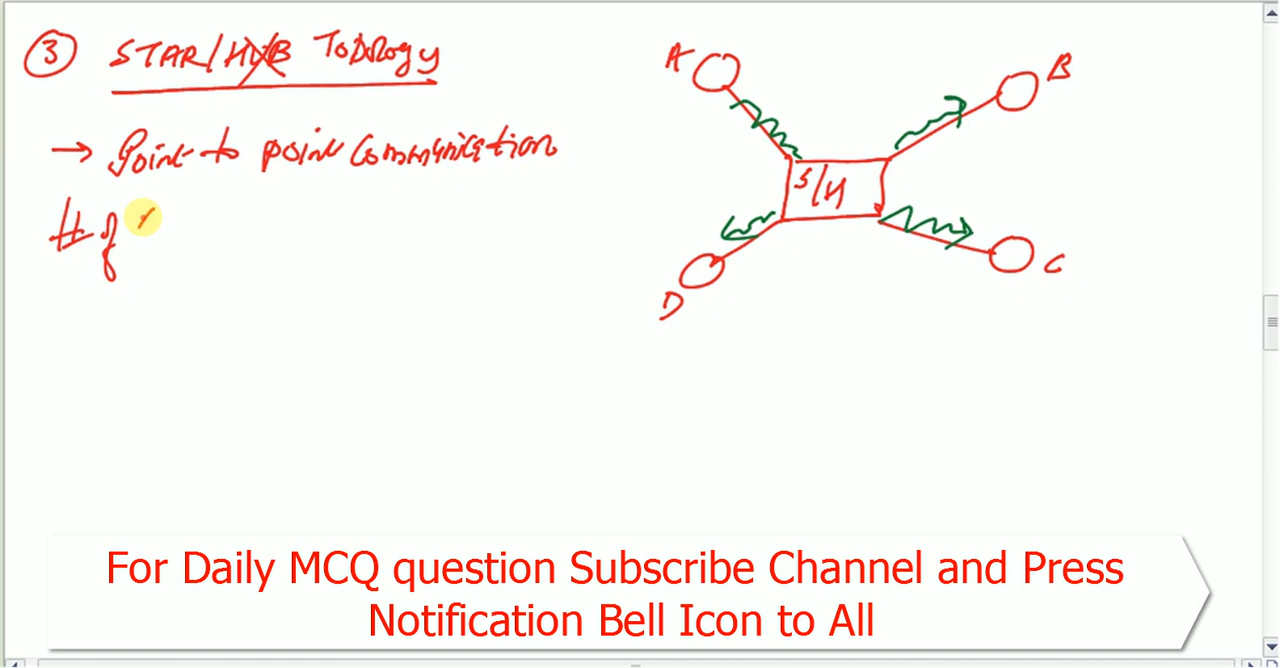 ③ STAR/HUB Topology
→ Point to point Communication
# of
A
B
S/H
D
C
For Daily MCQ question Subscribe Channel and Press
Notification Bell Icon to All